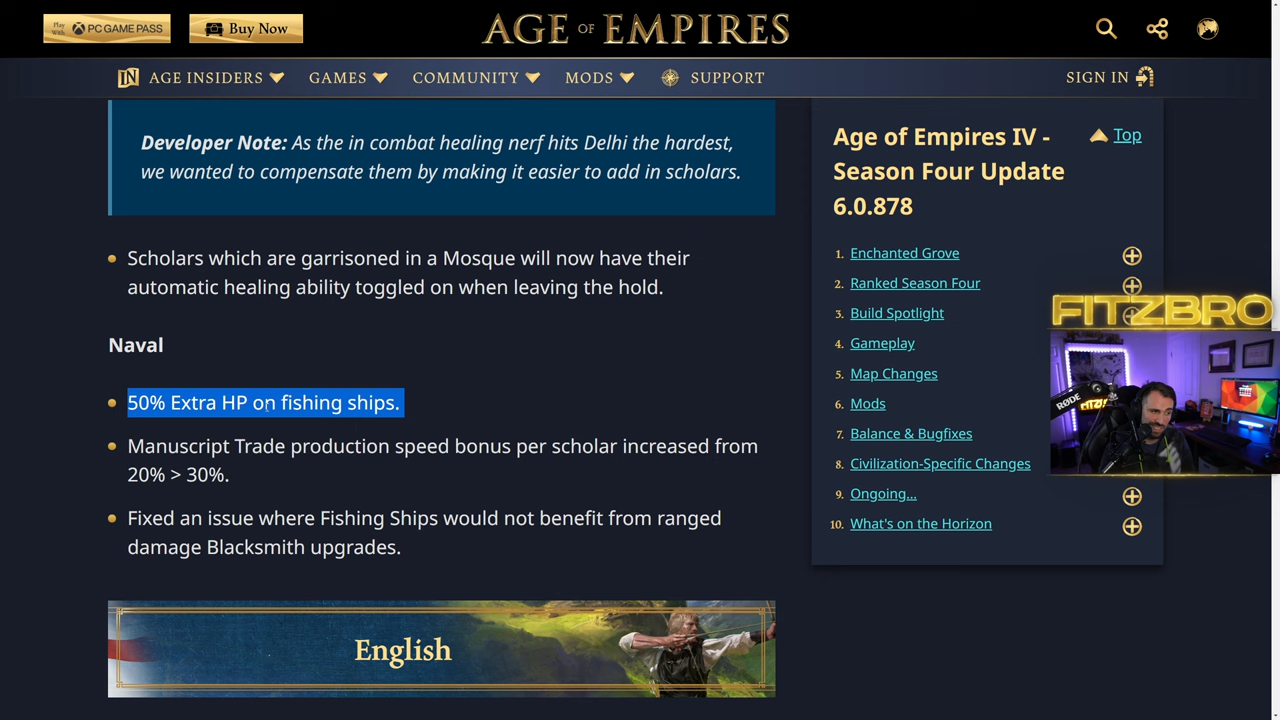 Play With PC GAME PASS
Buy Now
AGE OF EMPIRES
IN AGE INSIDERS
GAMES
COMMUNITY
MODS
SUPPORT
SIGN IN
Developer Note: As the in combat healing nerf hits Delhi the hardest,
we wanted to compensate them by making it easier to add in scholars.
Scholars which are garrisoned in a Mosque will now have their
automatic healing ability toggled on when leaving the hold.
Naval
50% Extra HP on fishing ships.
Manuscript Trade production speed bonus per scholar increased from
20% > 30%.
Fixed an issue where Fishing Ships would not benefit from ranged
damage Blacksmith upgrades.
English
Age of Empires IV -
Season Four Update
6.0.878
Top
1. Enchanted Grove
2. Ranked Season Four
3. Build Spotlight
4. Gameplay
5. Map Changes
6. Mods
7. Balance & Bugfixes
8. Civilization-Specific Changes
9. Ongoing...
10. What's on the Horizon
FITZBRO
RØDE